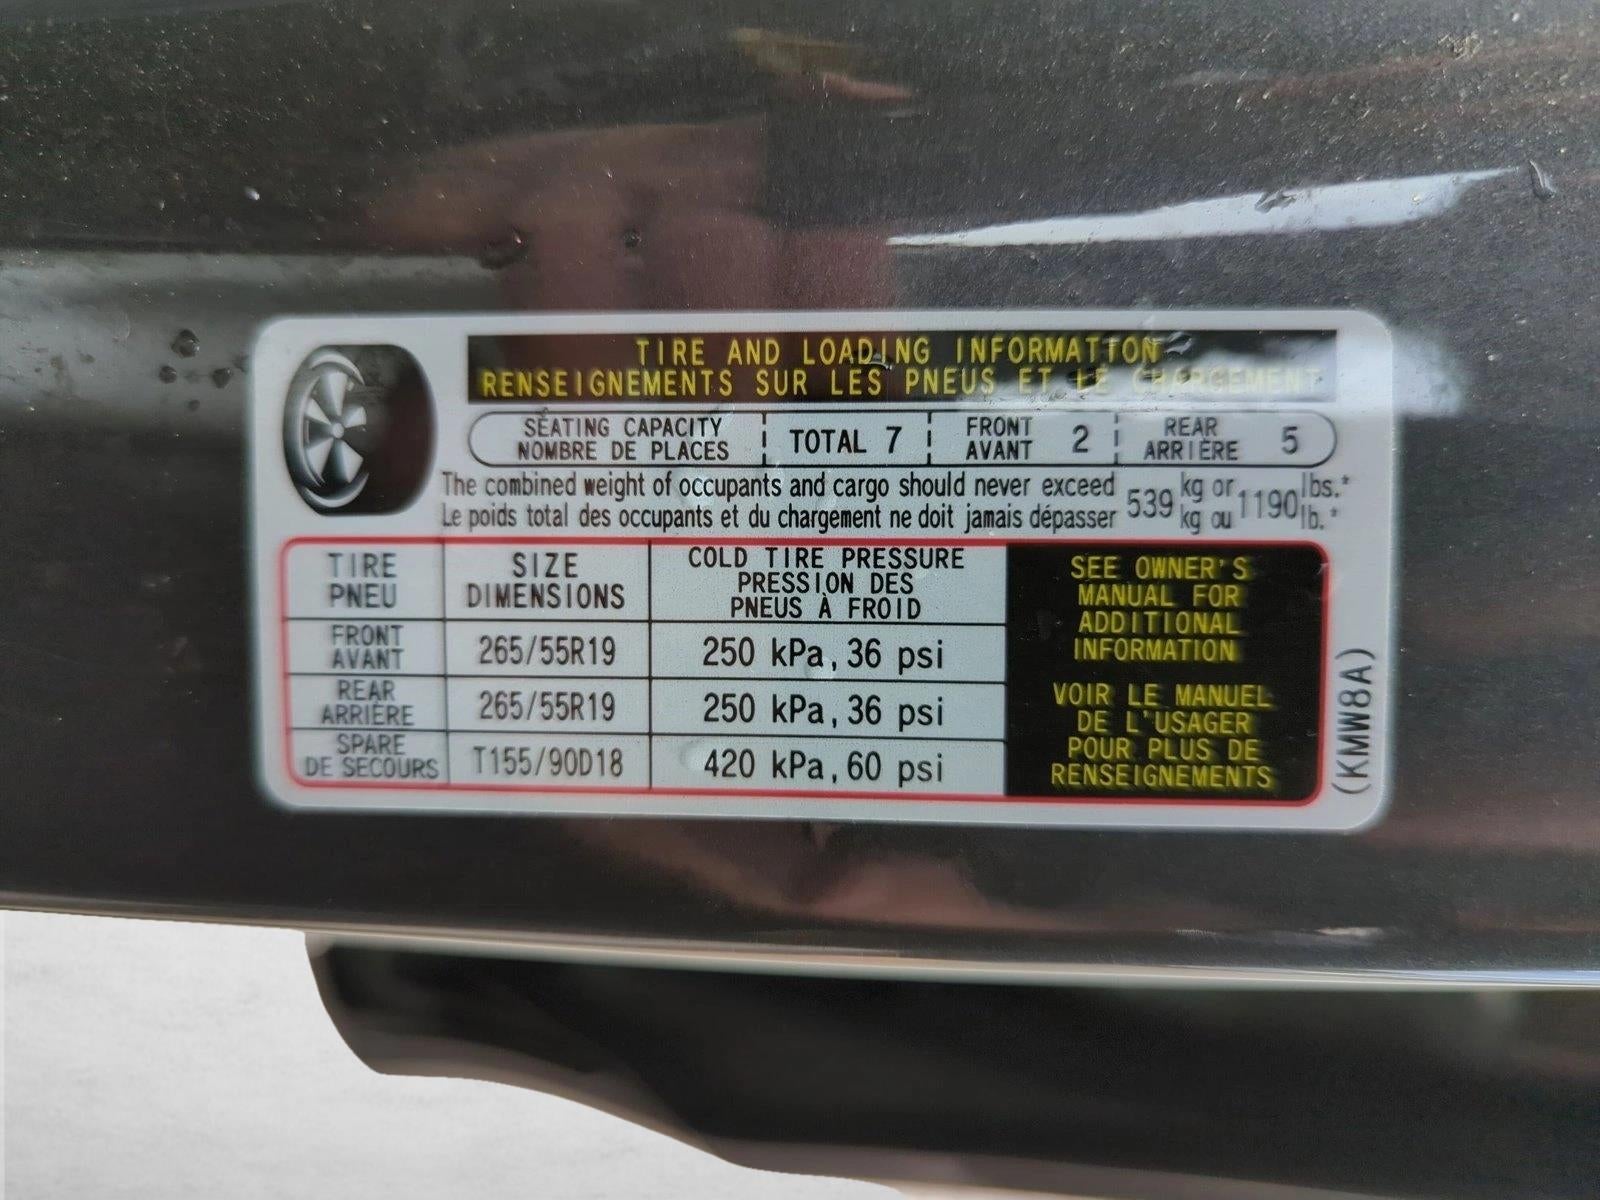 TIRE AND LOADING INFORMATION
RENSEIGNEMENTS SUR LES PNEUS ET LE CHARGEMENT
SEATING CAPACITY
NOMBRE DE PLACES
TOTAL 7
FRONT
AVANT
2
REAR
ARRIÈRE
5
The combined weight of occupants and cargo should never exceed 539 kg or 1190 lbs.*
Le poids total des occupants et du chargement ne doit jamais dépasser 539 kg ou 1190 lb.*
TIRE
PNEU
SIZE
DIMENSIONS
COLD TIRE PRESSURE
PRESSION DES
PNEUS À FROID
FRONT
AVANT
265/55R19
250 kPa, 36 psi
REAR
ARRIÈRE
265/55R19
250 kPa, 36 psi
SPARE
DE SECOURS
T155/90D18
420 kPa, 60 psi
SEE OWNER'S
MANUAL FOR
ADDITIONAL
INFORMATION
VOIR LE MANUEL
DE L'USAGER
POUR PLUS DE
RENSEIGNEMENTS
(KMW8A)